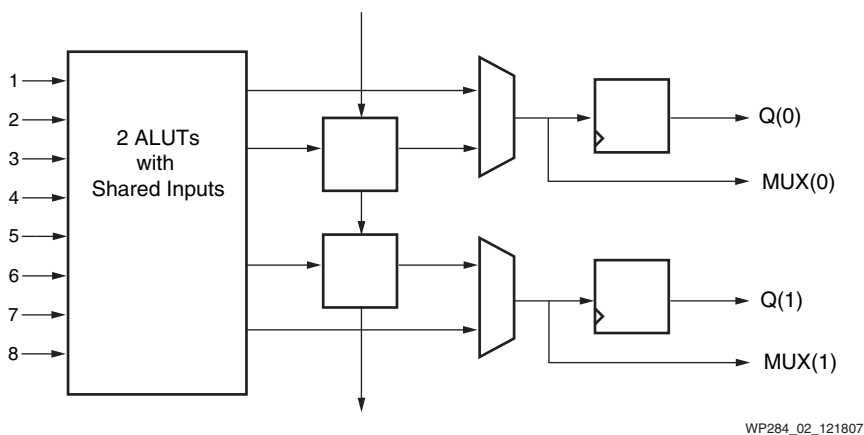 1
2
3
4
5
6
7
8
2 ALUTs
with
Shared Inputs
Q(0)
MUX(0)
Q(1)
MUX(1)
WP284_02_121807